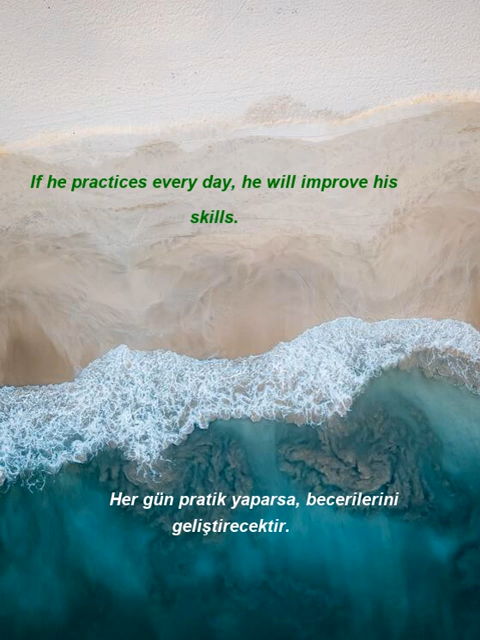 If he practices every day, he will improve his
skills.
Her gün pratik yaparsa, becerilerini
geliştirecektir.